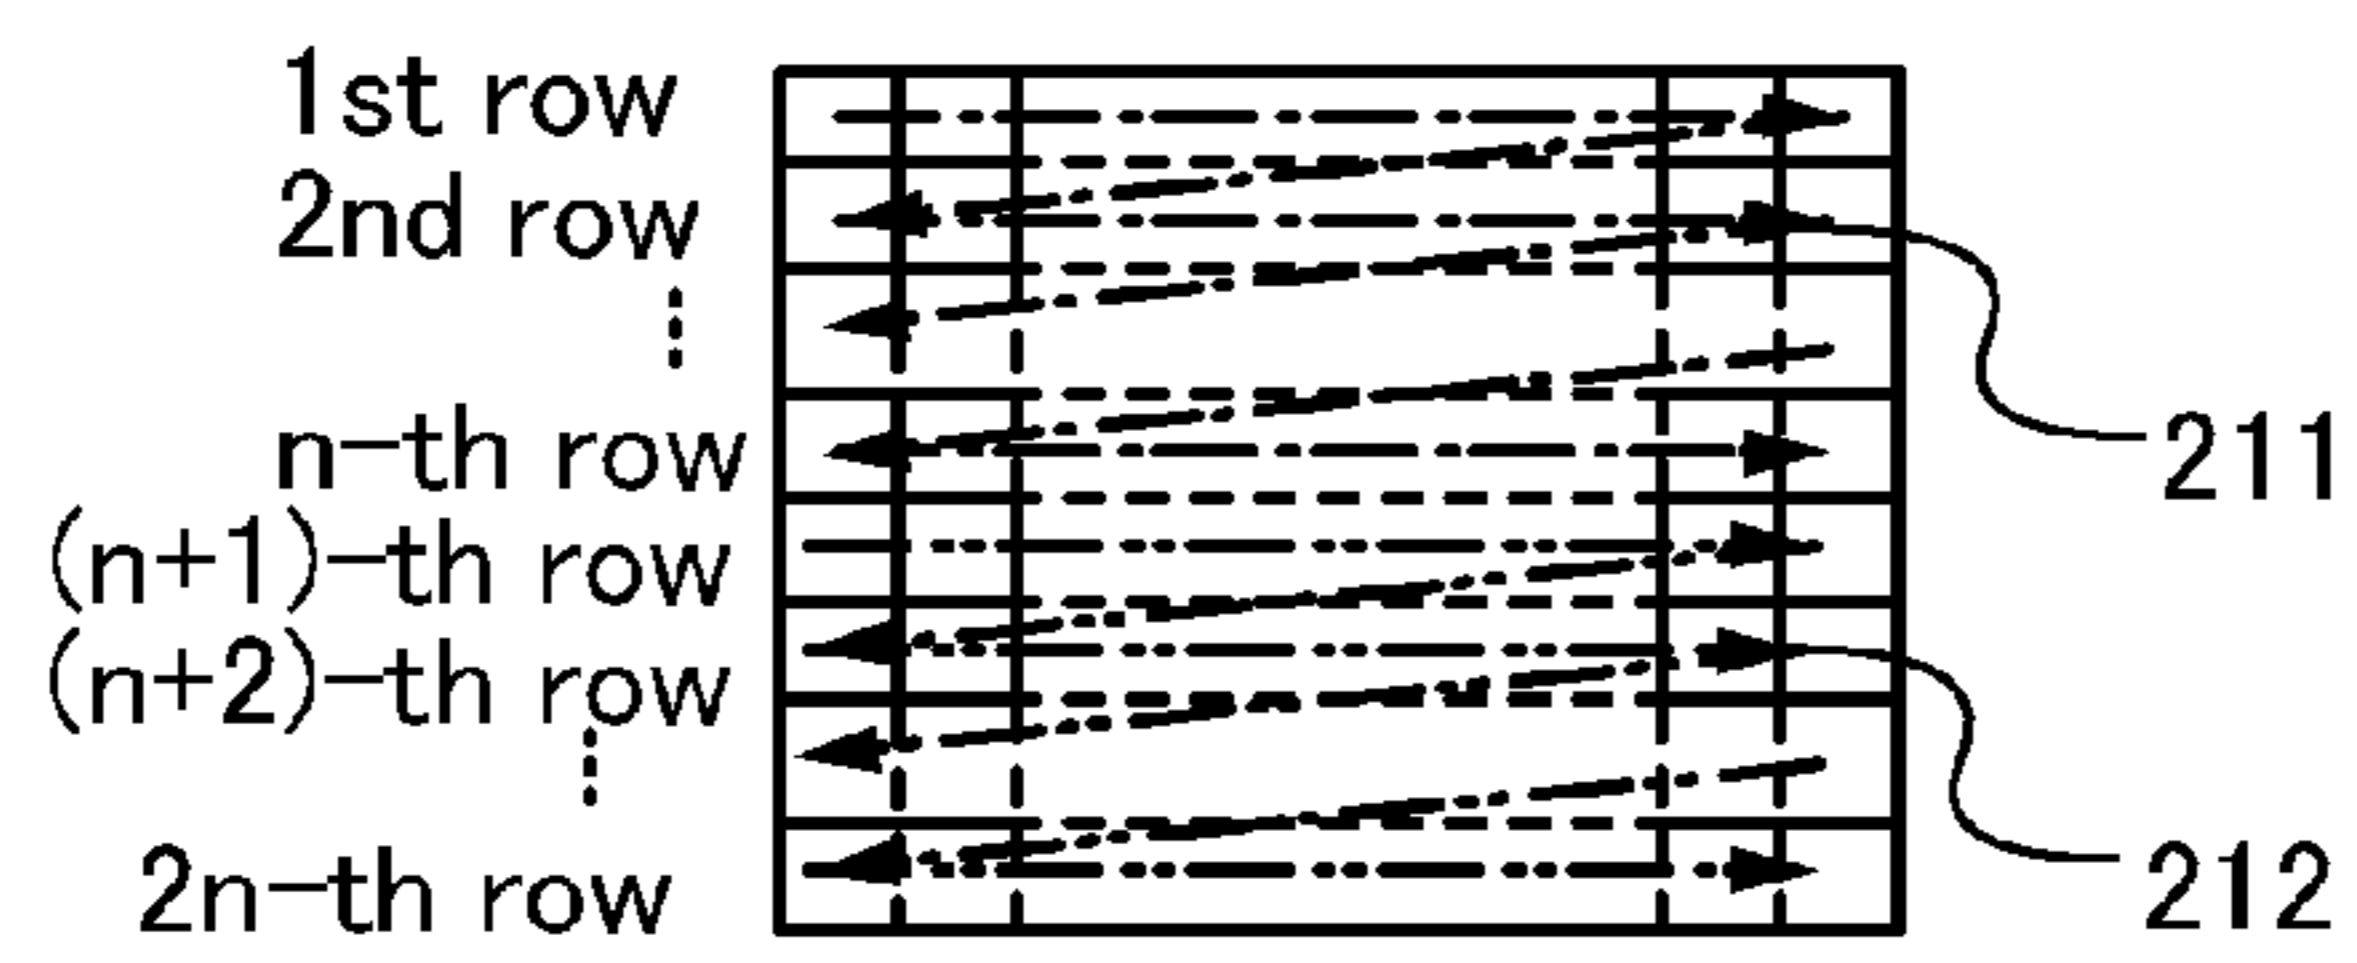 1st row
2nd row
n-th row
211
(n+1)-th row
(n+2)-th row
2n-th row
212